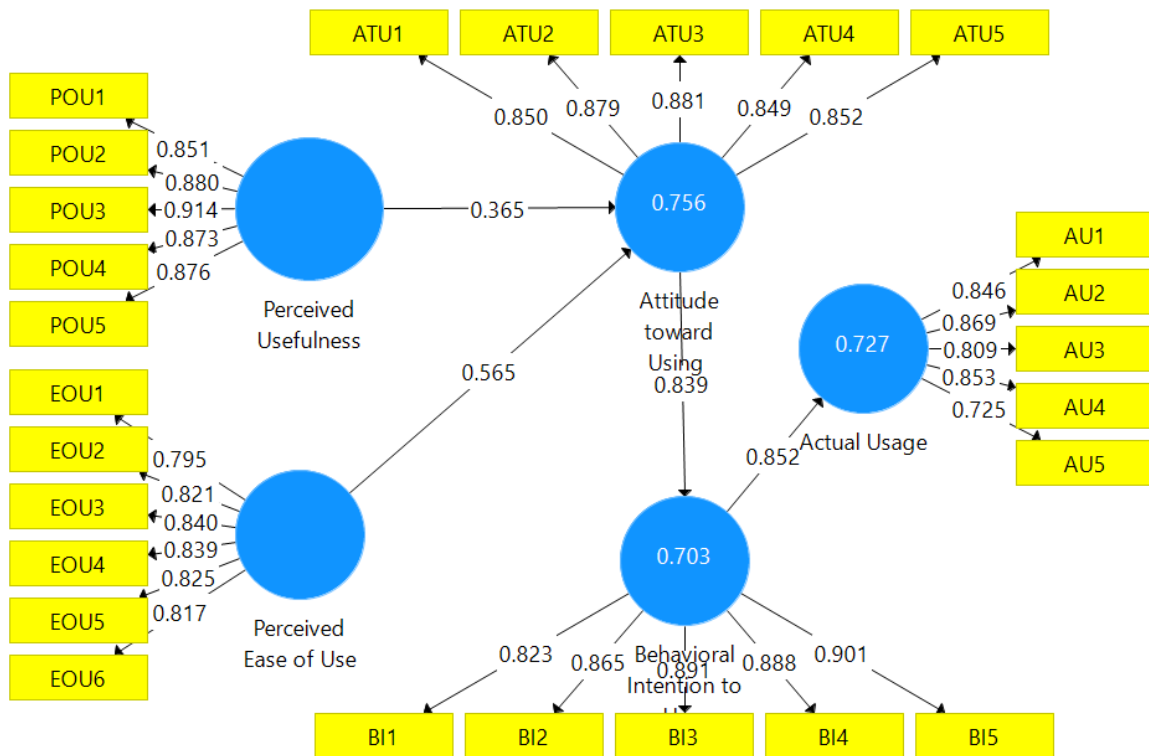 ATU1
ATU2
ATU3
ATU4
ATU5
0.850
0.879
0.881
0.849
0.852
POU1
POU2
POU3
POU4
POU5
0.851
0.880
0.914
0.873
0.876
Perceived
Usefulness
0.365
0.756
Attitude
toward
Using
EOU1
EOU2
EOU3
EOU4
EOU5
EOU6
0.795
0.821
0.840
0.839
0.825
0.817
Perceived
Ease of Use
0.565
0.839
0.727
Actual Usage
AU1
AU2
AU3
AU4
AU5
0.846
0.869
0.809
0.853
0.725
0.852
0.703
Behavioral
Intention to
0.823
0.865
0.891
0.888
0.901
BI1
BI2
BI3
BI4
BI5